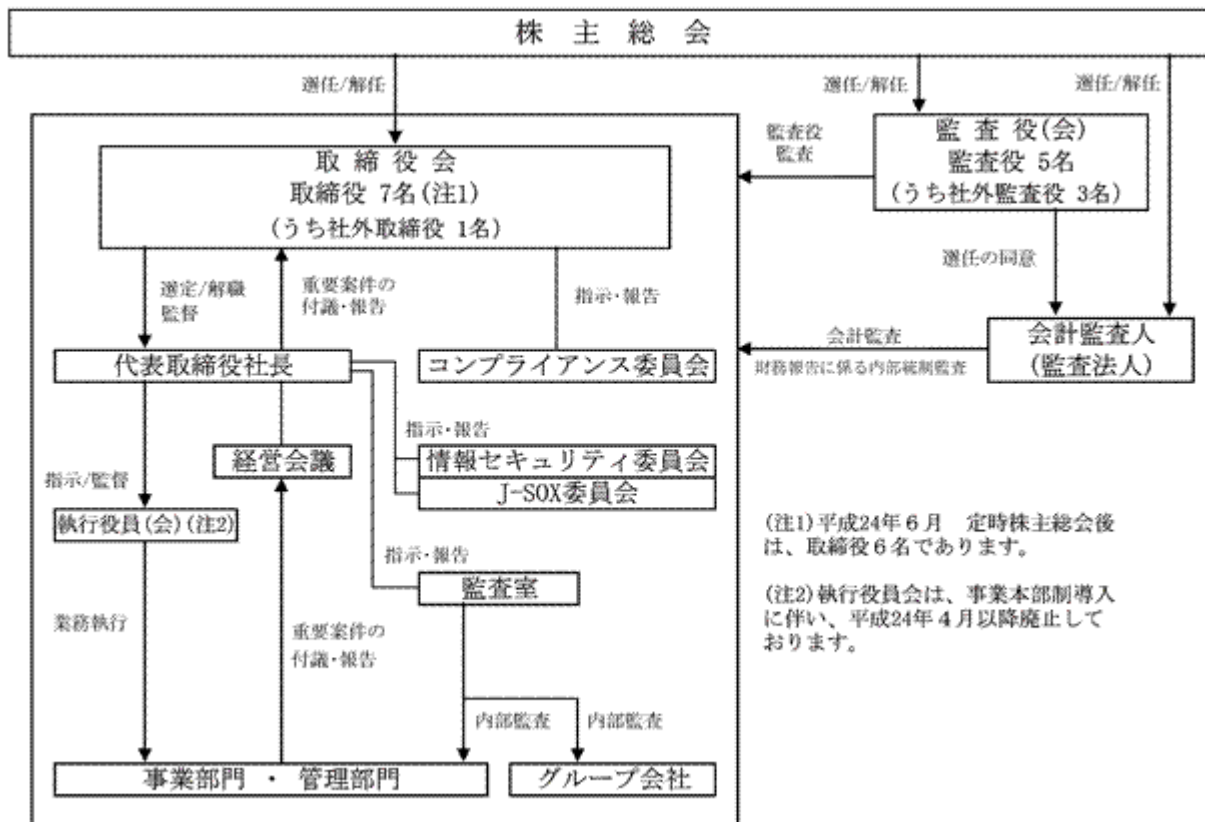 株 主 総 会
選任/解任
選任/解任
選任/解任
監 査 役(会)
監査役 5名
(うち社外監査役 3名)
監査役
監査
取 締 役 会
取締役 7名(注1)
(うち社外取締役 1名)
選任の同意
選定/解職
監督
重要案件の
付議・報告
指示・報告
会計監査人
(監査法人)
会計監査
財務報告に係る内部統制監査
代表取締役社長
コンプライアンス委員会
指示・報告
経営会議
情報セキュリティ委員会
J-SOX委員会
指示/監督
執行役員(会)(注2)
指示・報告
監査室
(注1)平成24年6月 定時株主総会後
は、取締役6名であります。
(注2)執行役員会は、事業本部制導入
に伴い、平成24年4月以降廃止して
おります。
業務執行
重要案件の
付議・報告
内部監査
内部監査
事業部門 ・ 管理部門
グループ会社